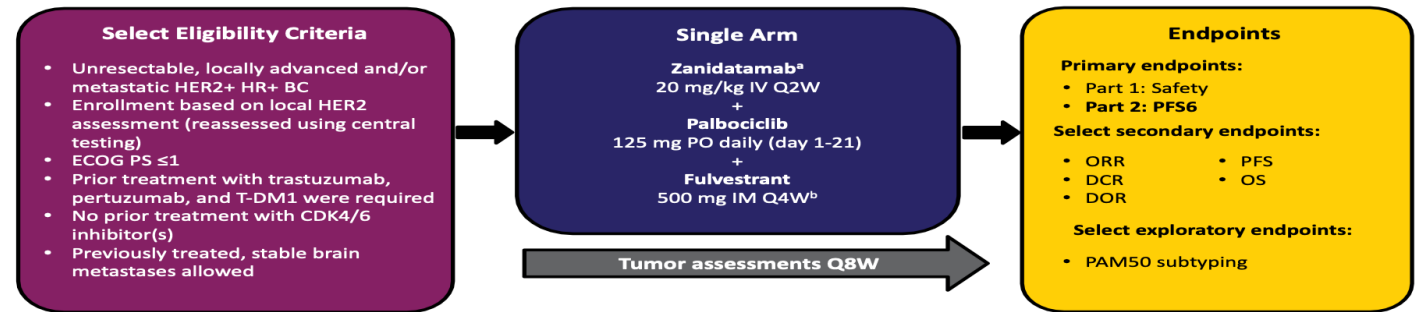 Select Eligibility Criteria
• Unresectable, locally advanced and/or
metastatic HER2+ HR+ BC
• Enrollment based on local HER2
assessment (reassessed using central
testing)
• ECOG PS ≤1
• Prior treatment with trastuzumab,
pertuzumab, and T-DM1 were required
• No prior treatment with CDK4/6
inhibitor(s)
• Previously treated, stable brain
metastases allowed
Single Arm
Zanidatamabᵃ
20 mg/kg IV Q2W
+
Palbociclib
125 mg PO daily (day 1-21)
+
Fulvestrant
500 mg IM Q4Wᵇ
Tumor assessments Q8W
Endpoints
Primary endpoints:
• Part 1: Safety
• Part 2: PFS6
Select secondary endpoints:
• ORR • PFS
• DCR • OS
• DOR
Select exploratory endpoints:
• PAM50 subtyping